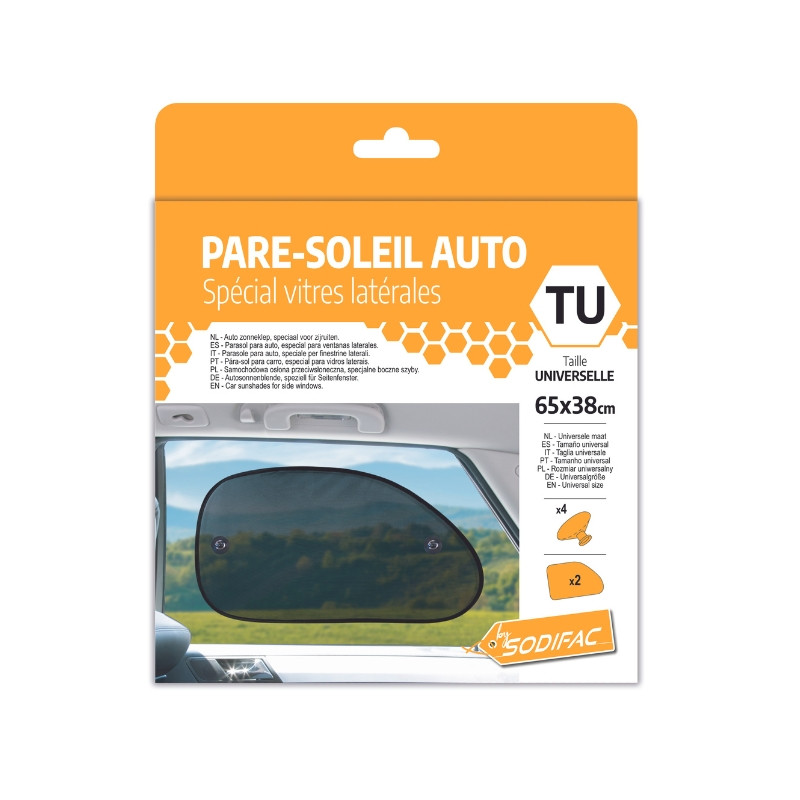 PARE-SOLEIL AUTO
Spécial vitres latérales
TU
NL - Auto zonneklep, speciaal voor zijruiten.
ES - Parasol para auto, especial para ventanas laterales.
IT - Parasole para auto, speciale per finestrine laterali.
PT - Pára-sol para carro, especial para vidros laterais.
PL - Samochodowa osłona przeciwsłoneczna, specjalne boczne szyby.
DE - Autosonnenblende, speziell für Seitenfenster.
EN - Car sunshades for side windows.
Taille
UNIVERSELLE
65x38cm
NL - Universele maat
ES - Tamaño universal
IT - Taglia universale
PT - Tamanho universal
PL - Rozmiar uniwersalny
DE - Universalgröße
EN - Universal size
x4
x2
by
SODIFAC